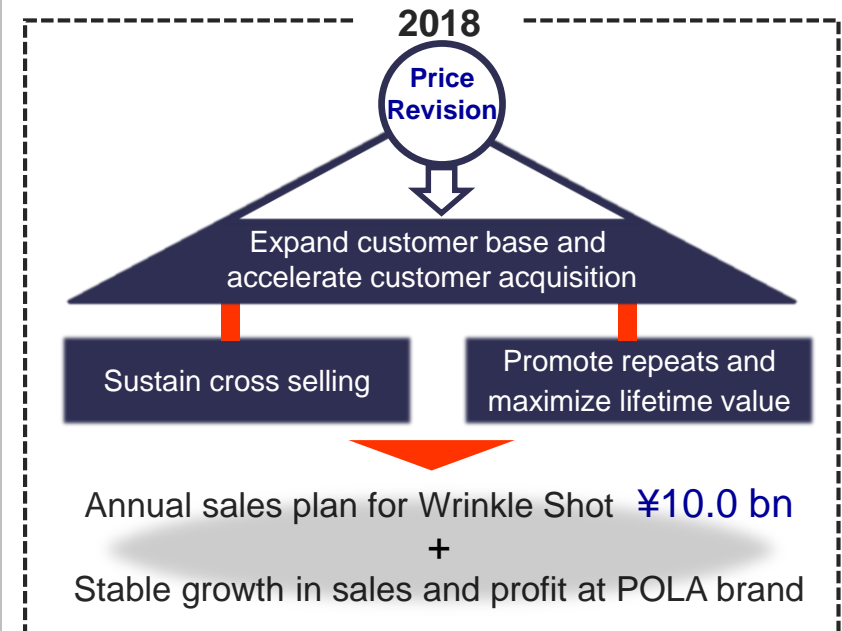 2018
Price
Revision
Expand customer base and
accelerate customer acquisition
Sustain cross selling
Promote repeats and
maximize lifetime value
Annual sales plan for Wrinkle Shot ¥10.0 bn
+
Stable growth in sales and profit at POLA brand